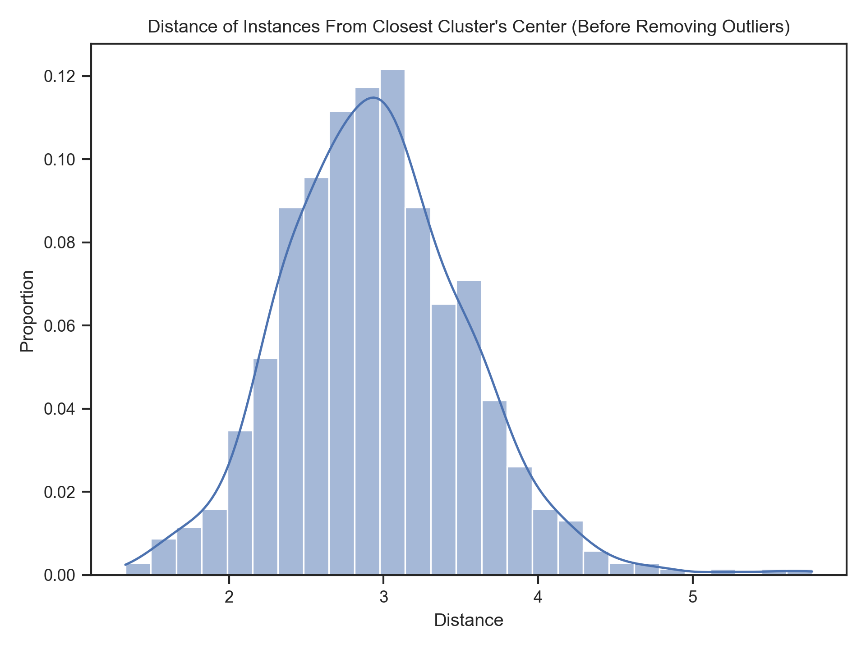 Distance of Instances From Closest Cluster's Center (Before Removing Outliers)
0.12
0.10
0.08
0.06
0.04
0.02
0.00
Proportion
2 3 4 5
Distance